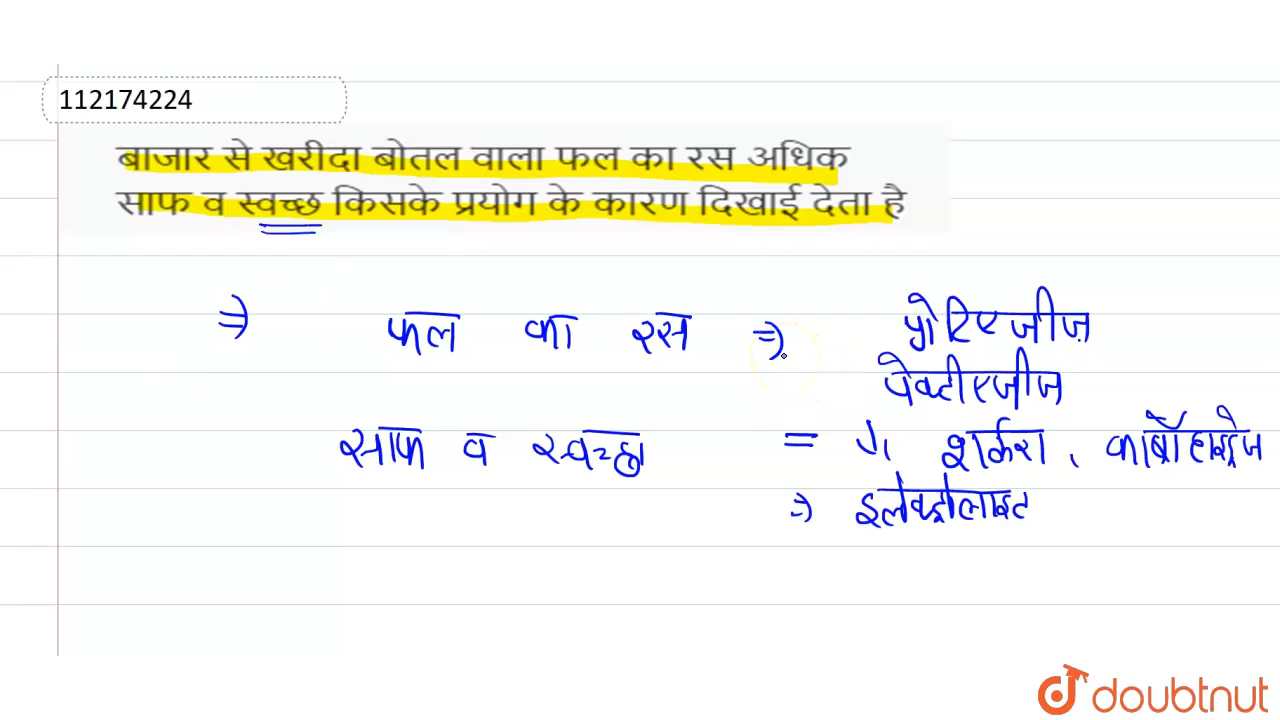 112174224
बाजार से खरीदा बोतल वाला फल का रस अधिक
साफ व स्वच्छ किसके प्रयोग के कारण दिखाई देता है
⇒ फल का रस ⇒ प्रोटिएजीज़
पेक्टीएजीज
साफ व स्वच्छ = शर्करा, कार्बोहाइड्रेज
⇒ इलेक्ट्रोलाइट
doubtnut